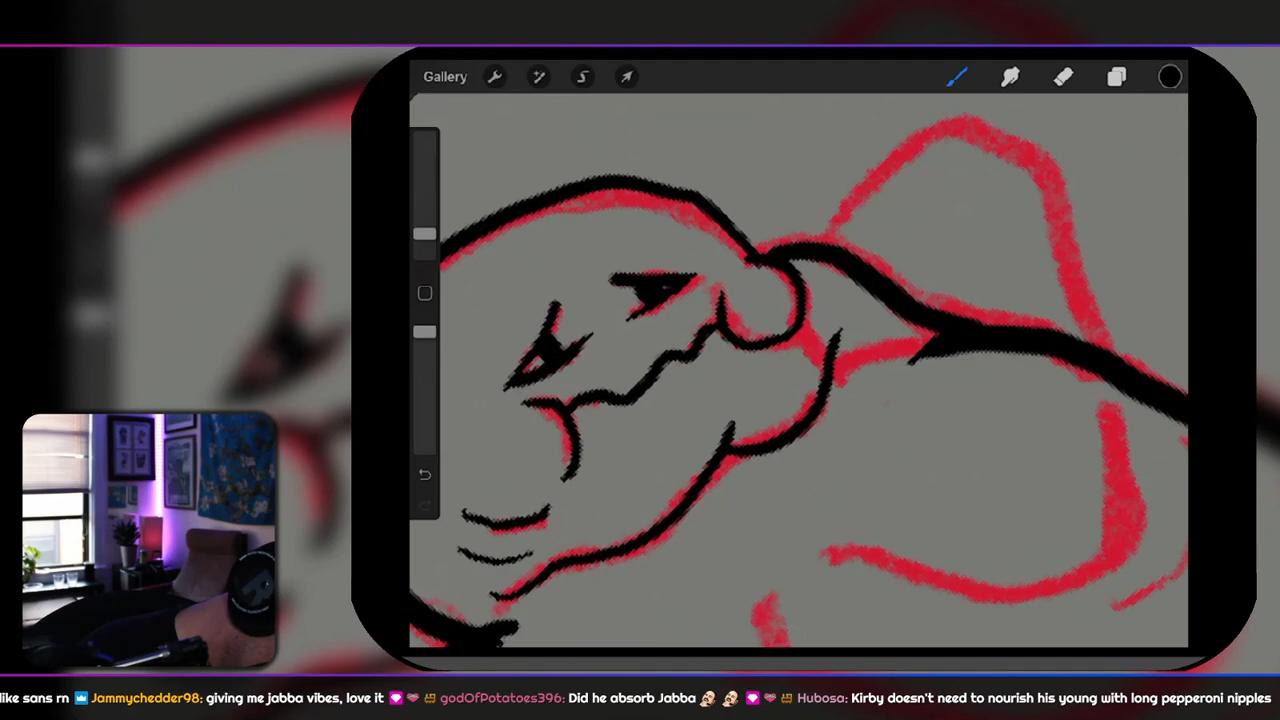 Gallery
like sans rn Jammychedder98: giving me jabba vibes, love it godOfPotatoes396: Did he absorb Jabba Hubosa: Kirby doesn't need to nourish his young with long pepperoni nipples